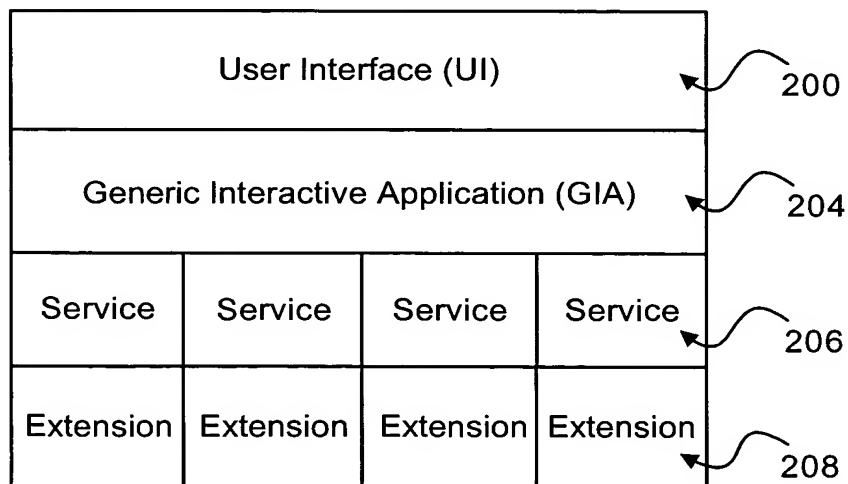 User Interface (UI)
200
Generic Interactive Application (GIA)
204
Service Service Service Service
206
Extension Extension Extension Extension
208